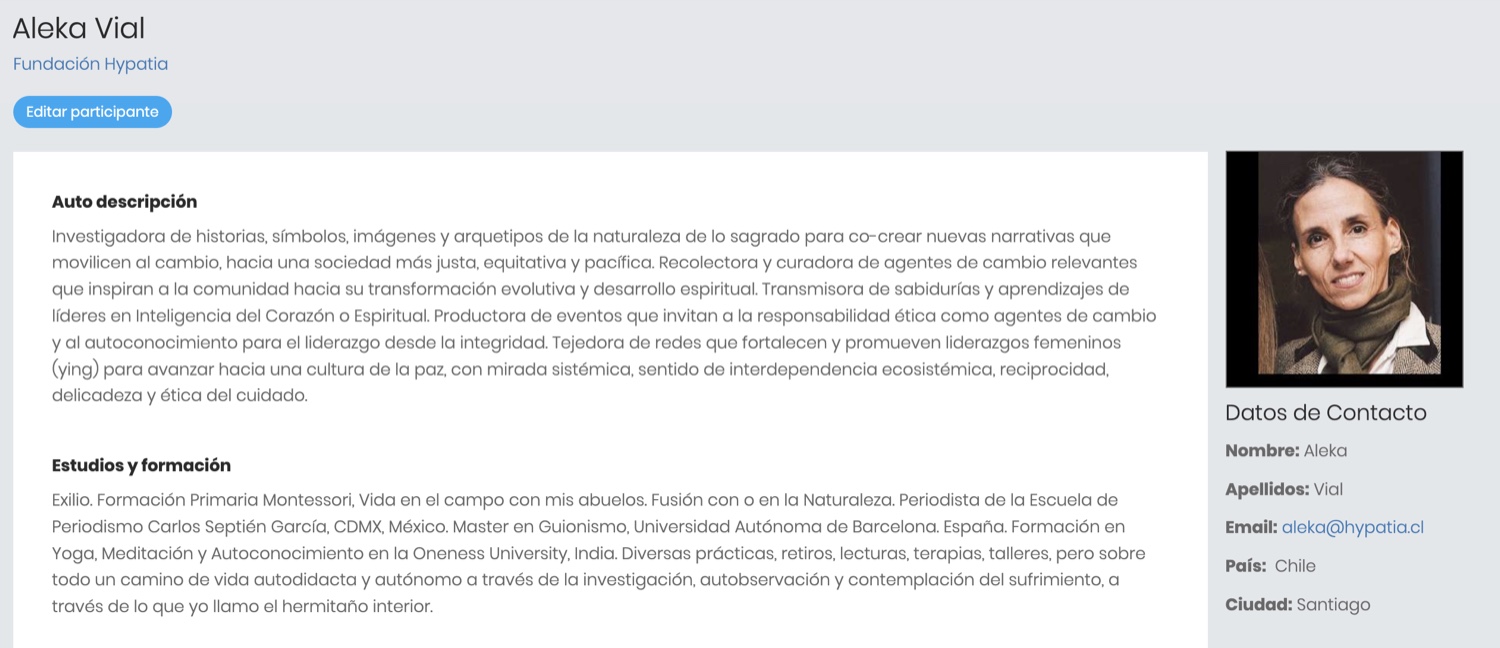 Aleka Vial
Fundación Hypatia
Editar participante
Auto descripción
Investigadora de historias, símbolos, imágenes y arquetipos de la naturaleza de lo sagrado para co-crear nuevas narrativas que
movilicen al cambio, hacia una sociedad más justa, equitativa y pacífica. Recolectora y curadora de agentes de cambio relevantes
que inspiran a la comunidad hacia su transformación evolutiva y desarollo espiritual. Transmisora de sabidurías y aprendizajes de
líderes en Inteligencia del Corazón o Espiritual. Productora de eventos que invitan a la responsabilidad ética como agentes de cambio
y al autoconocimiento para el liderazgo desde la integridad. Tejedora de redes que fortalecen y promueven liderazgos femeninos
(ying) para avanzar hacia una cultura de la paz, con mirada sistémica, sentido de interdependencia ecosistémica, reciprocidad,
delicadeza y ética del cuidado.
Estudios y formación
Exilio. Formación Primaria Montessori, Vida en el campo con mis abuelos. Fusión con o en la Naturaleza. Periodista de la Escuela de
Periodismo Carlos Septién García, CDMX, México. Master en Guionismo, Universidad Autónoma de Barcelona. España. Formación en
Yoga, Meditación y Autoconocimiento en la Oneness University, India. Diversas prácticas, retiros, lecturas, terapias, talleres, pero sobre
todo un camino de vida autodidacta y autónomo a través de la investigación, autobservación y contemplación del sufrimiento, a
través de lo que yo llamo el hermitaño interior.
Datos de Contacto
Nombre: Aleka
Apellidos: Vial
Email: aleka@hypatia.cl
País: Chile
Ciudad: Santiago